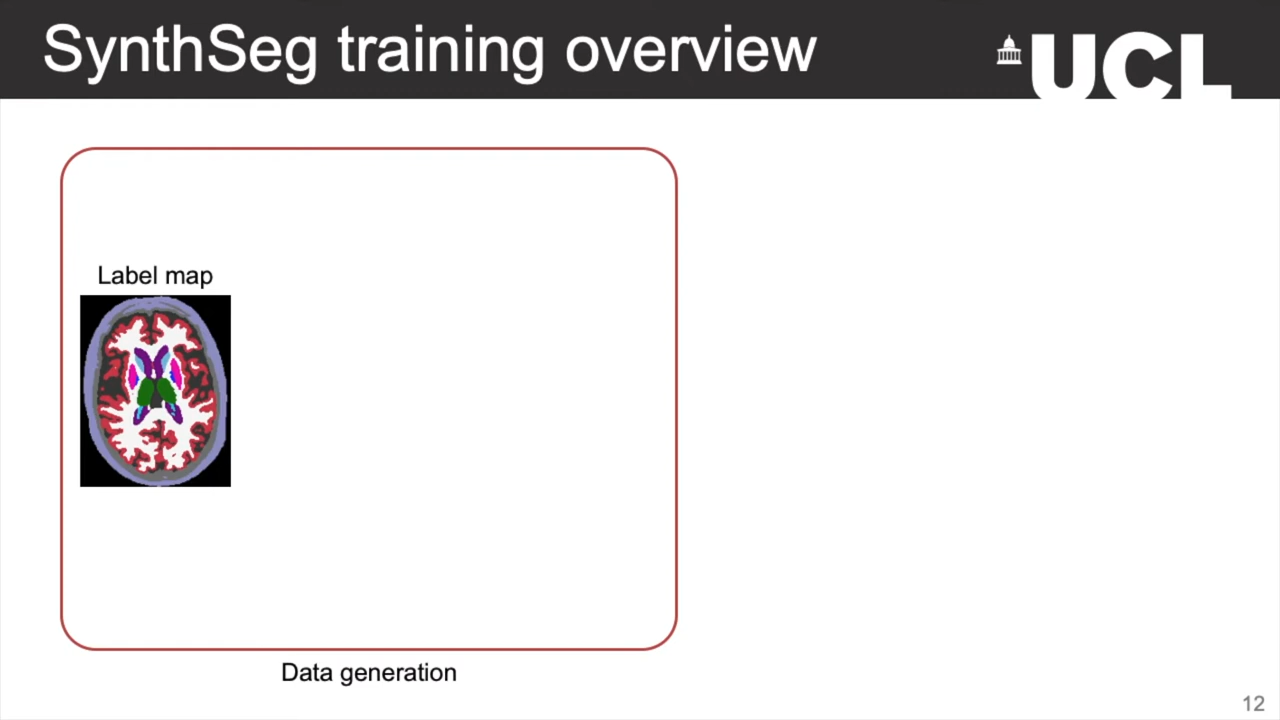 SynthSeg training overview
UCL
Label map
Data generation
12